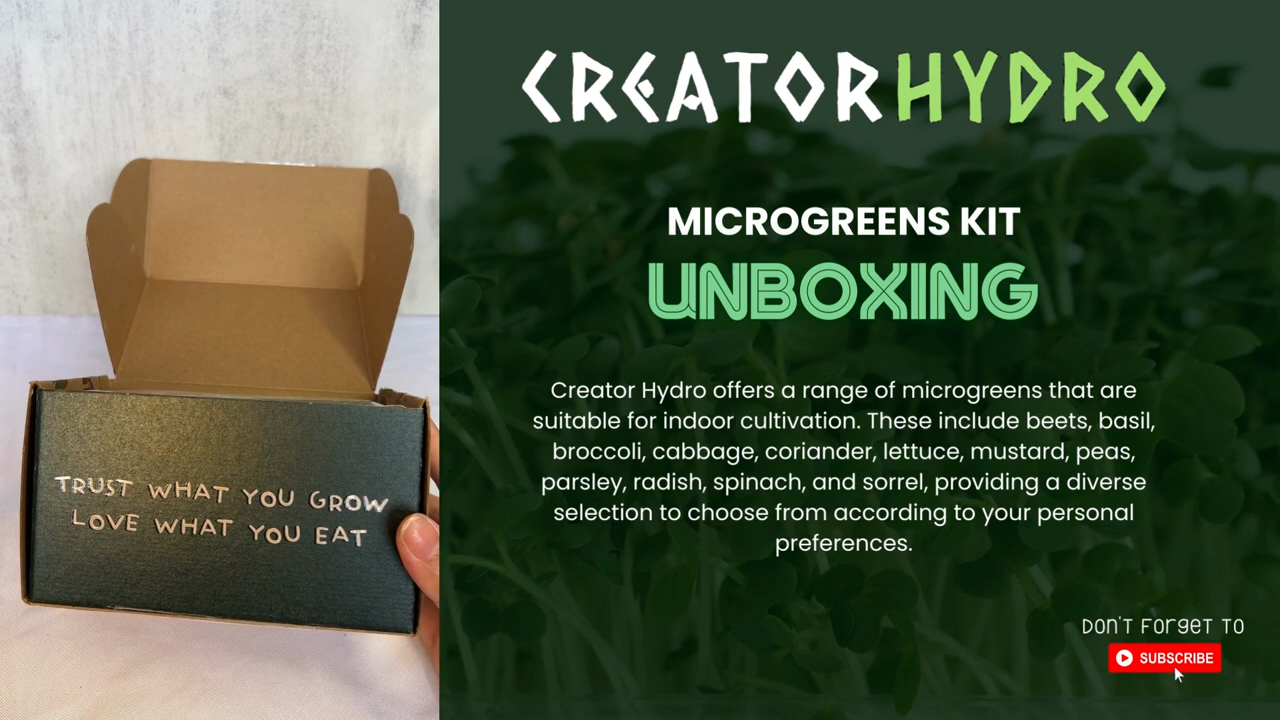 TRUST WHAT YOU GROW
LOVE WHAT YOU EAT
CREATORHYDRO
MICROGREENS KIT
UNBOXING
Creator Hydro offers a range of microgreens that are
suitable for indoor cultivation. These include beets, basil,
broccoli, cabbage, coriander, lettuce, mustard, peas,
parsley, radish, spinach, and sorrel, providing a diverse
selection to choose from according to your personal
preferences.
Don't Forget To
SUBSCRIBE